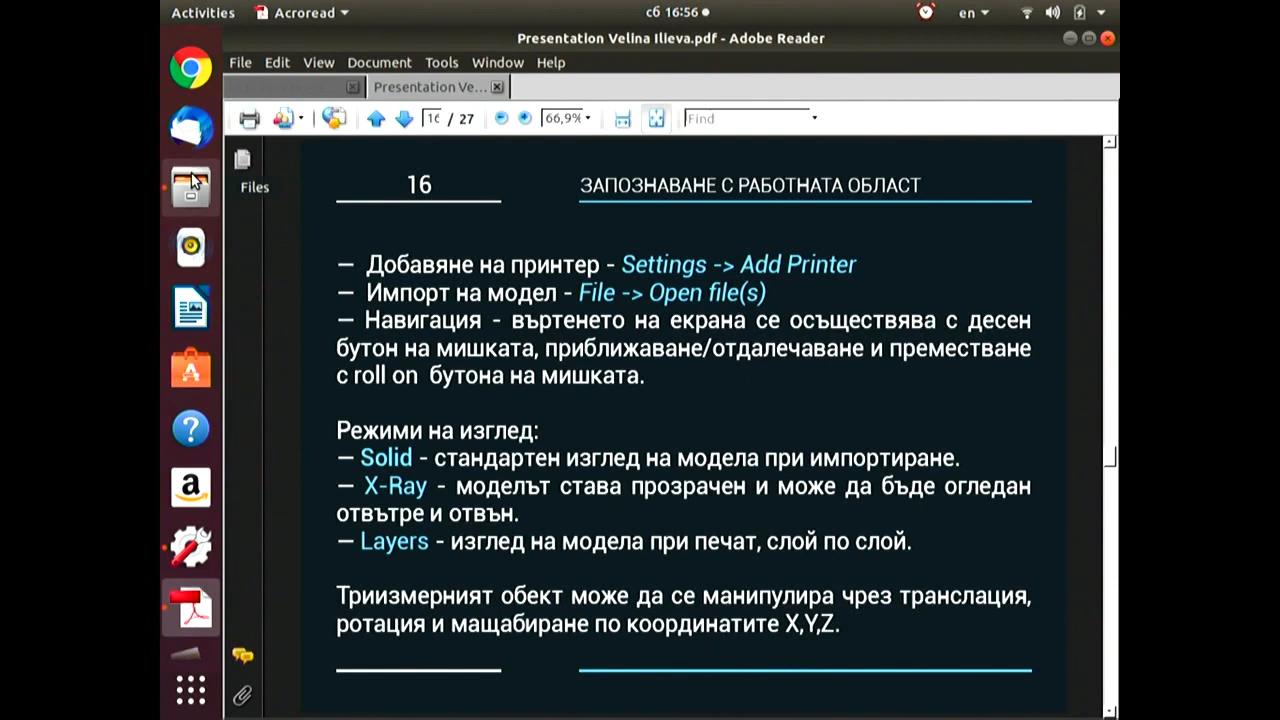 Activities
Acroread
сб 16:56
en
Presentation Velina Ilieva.pdf - Adobe Reader
File Edit View Window Document Tools Window Help
Presentation Ve...
16 / 27
66,9%
Find
Files
16
ЗАПОЗНАВАНЕ С РАБОТНАТА ОБЛАСТ
— Добавяне на принтер - Settings -> Add Printer
— Импорт на модел - File -> Open file(s)
— Навигация - въртенето на екрана се осъществява с десен
бутон на мишката, приближаване/отдалечаване и преместване
с roll on бутона на мишката.
Режими на изглед:
— Solid - стандартен изглед на модела при импортиране.
— X-Ray - моделът става прозрачен и може да бъде огледан
отвътре и отвън.
— Layers - изглед на модела при печат, слой по слой.
Триизмерният обект може да се манипулира чрез транслация,
ротация и мащабиране по координатите X,Y,Z.